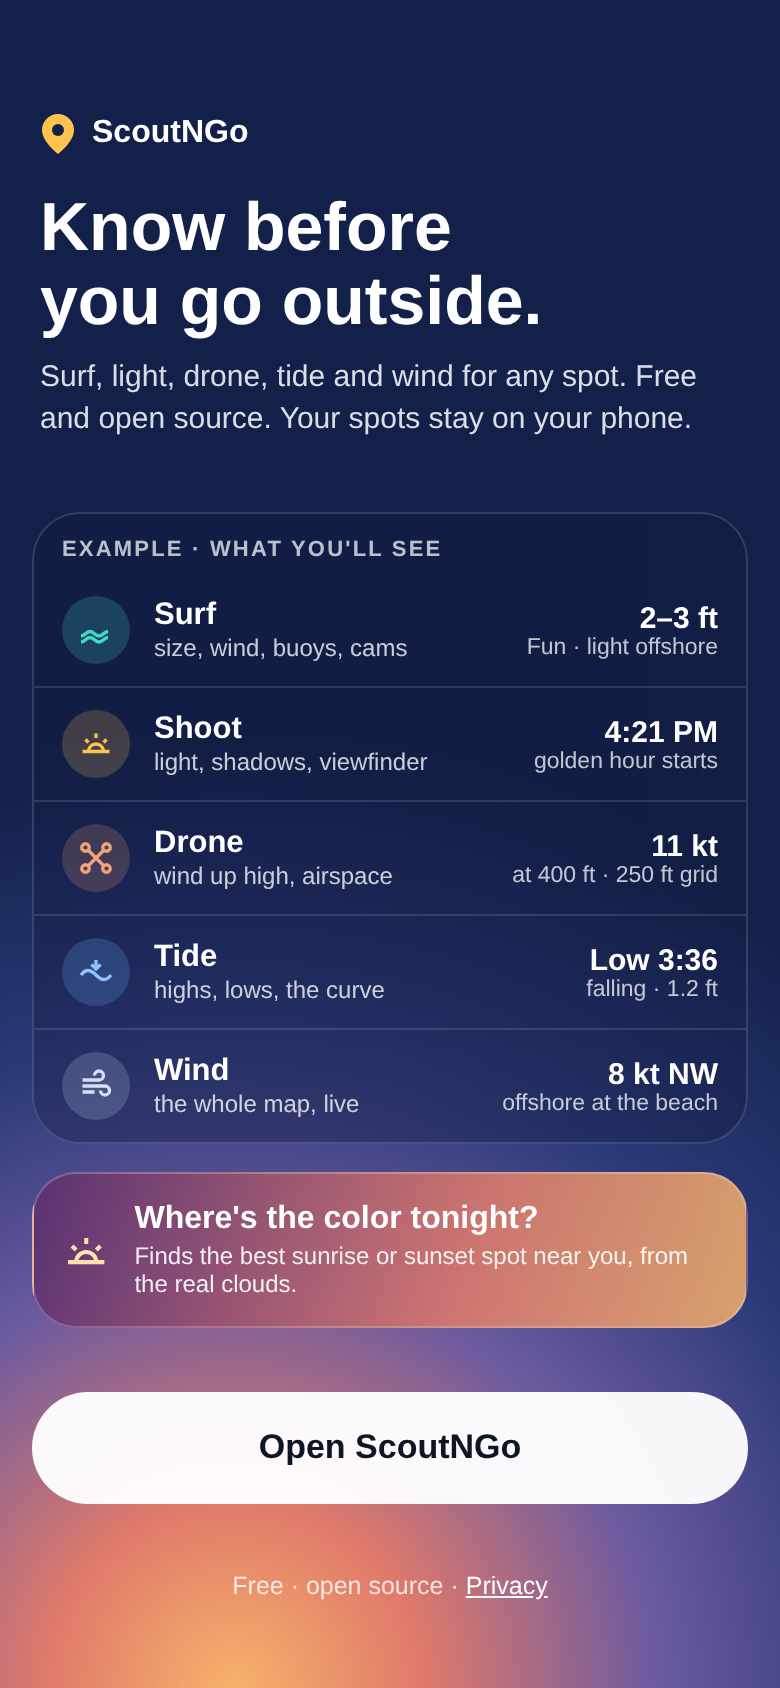 ScoutNGo
Know before
you go outside.
Surf, light, drone, tide and wind for any spot. Free
and open source. Your spots stay on your phone.
EXAMPLE · WHAT YOU'LL SEE
Surf
size, wind, buoys, cams
2–3 ft
Fun · light offshore
Shoot
light, shadows, viewfinder
4:21 PM
golden hour starts
Drone
wind up high, airspace
11 kt
at 400 ft · 250 ft grid
Tide
highs, lows, the curve
Low 3:36
falling · 1.2 ft
Wind
the whole map, live
8 kt NW
offshore at the beach
Where's the color tonight?
Finds the best sunrise or sunset spot near you, from
the real clouds.
Open ScoutNGo
Free · open source · Privacy